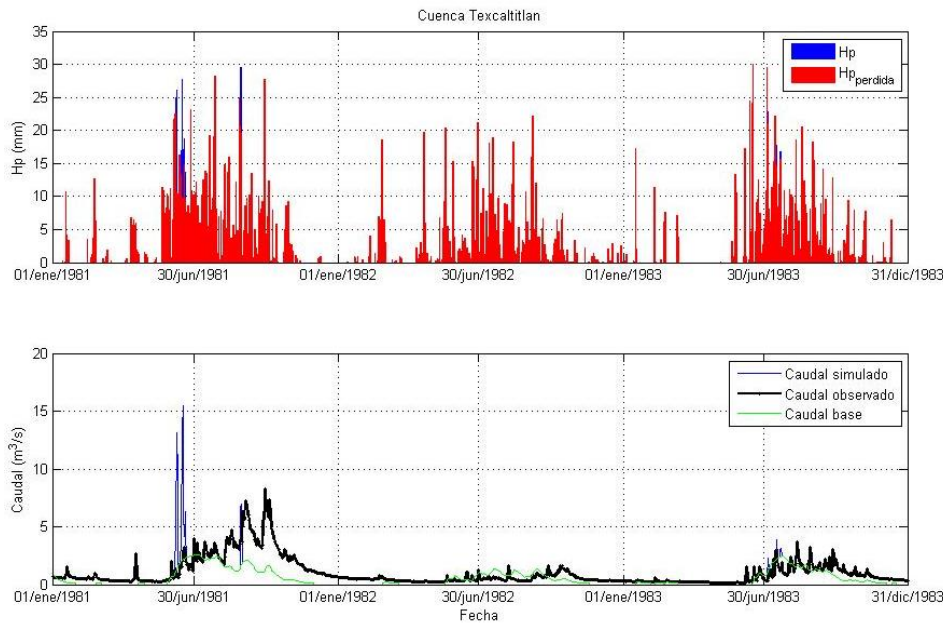 Cuenca Texcaltitlan
35
30
25
20
15
10
5
0
Hp (mm)
Hp
Hp_perdida
01/ene/1981 30/jun/1981 01/ene/1982 30/jun/1982 01/ene/1983 30/jun/1983 31/dic/1983
20
15
10
5
0
Caudal (m³/s)
Caudal simulado
Caudal observado
Caudal base
01/ene/1981 30/jun/1981 01/ene/1982 30/jun/1982 01/ene/1983 30/jun/1983 31/dic/1983
Fecha